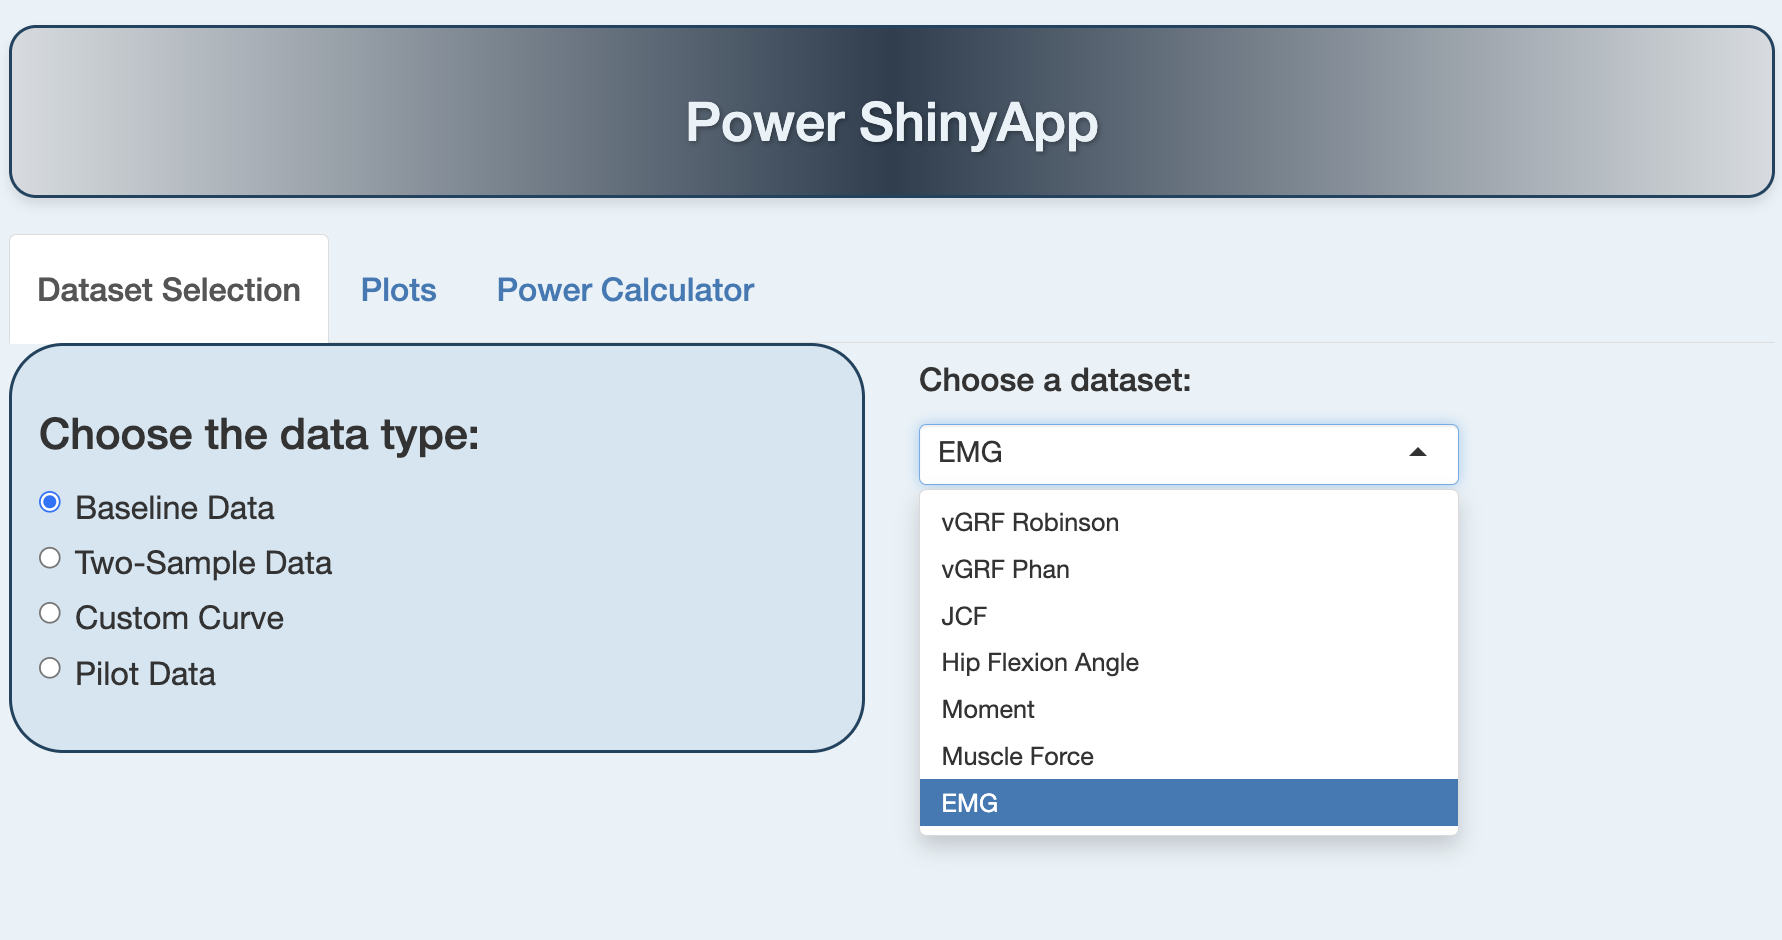 Power ShinyApp
Dataset Selection
Plots
Power Calculator
Choose the data type:
Baseline Data
Two-Sample Data
Custom Curve
Pilot Data
Choose a dataset:
EMG
vGRF Robinson
vGRF Phan
JCF
Hip Flexion Angle
Moment
Muscle Force
EMG